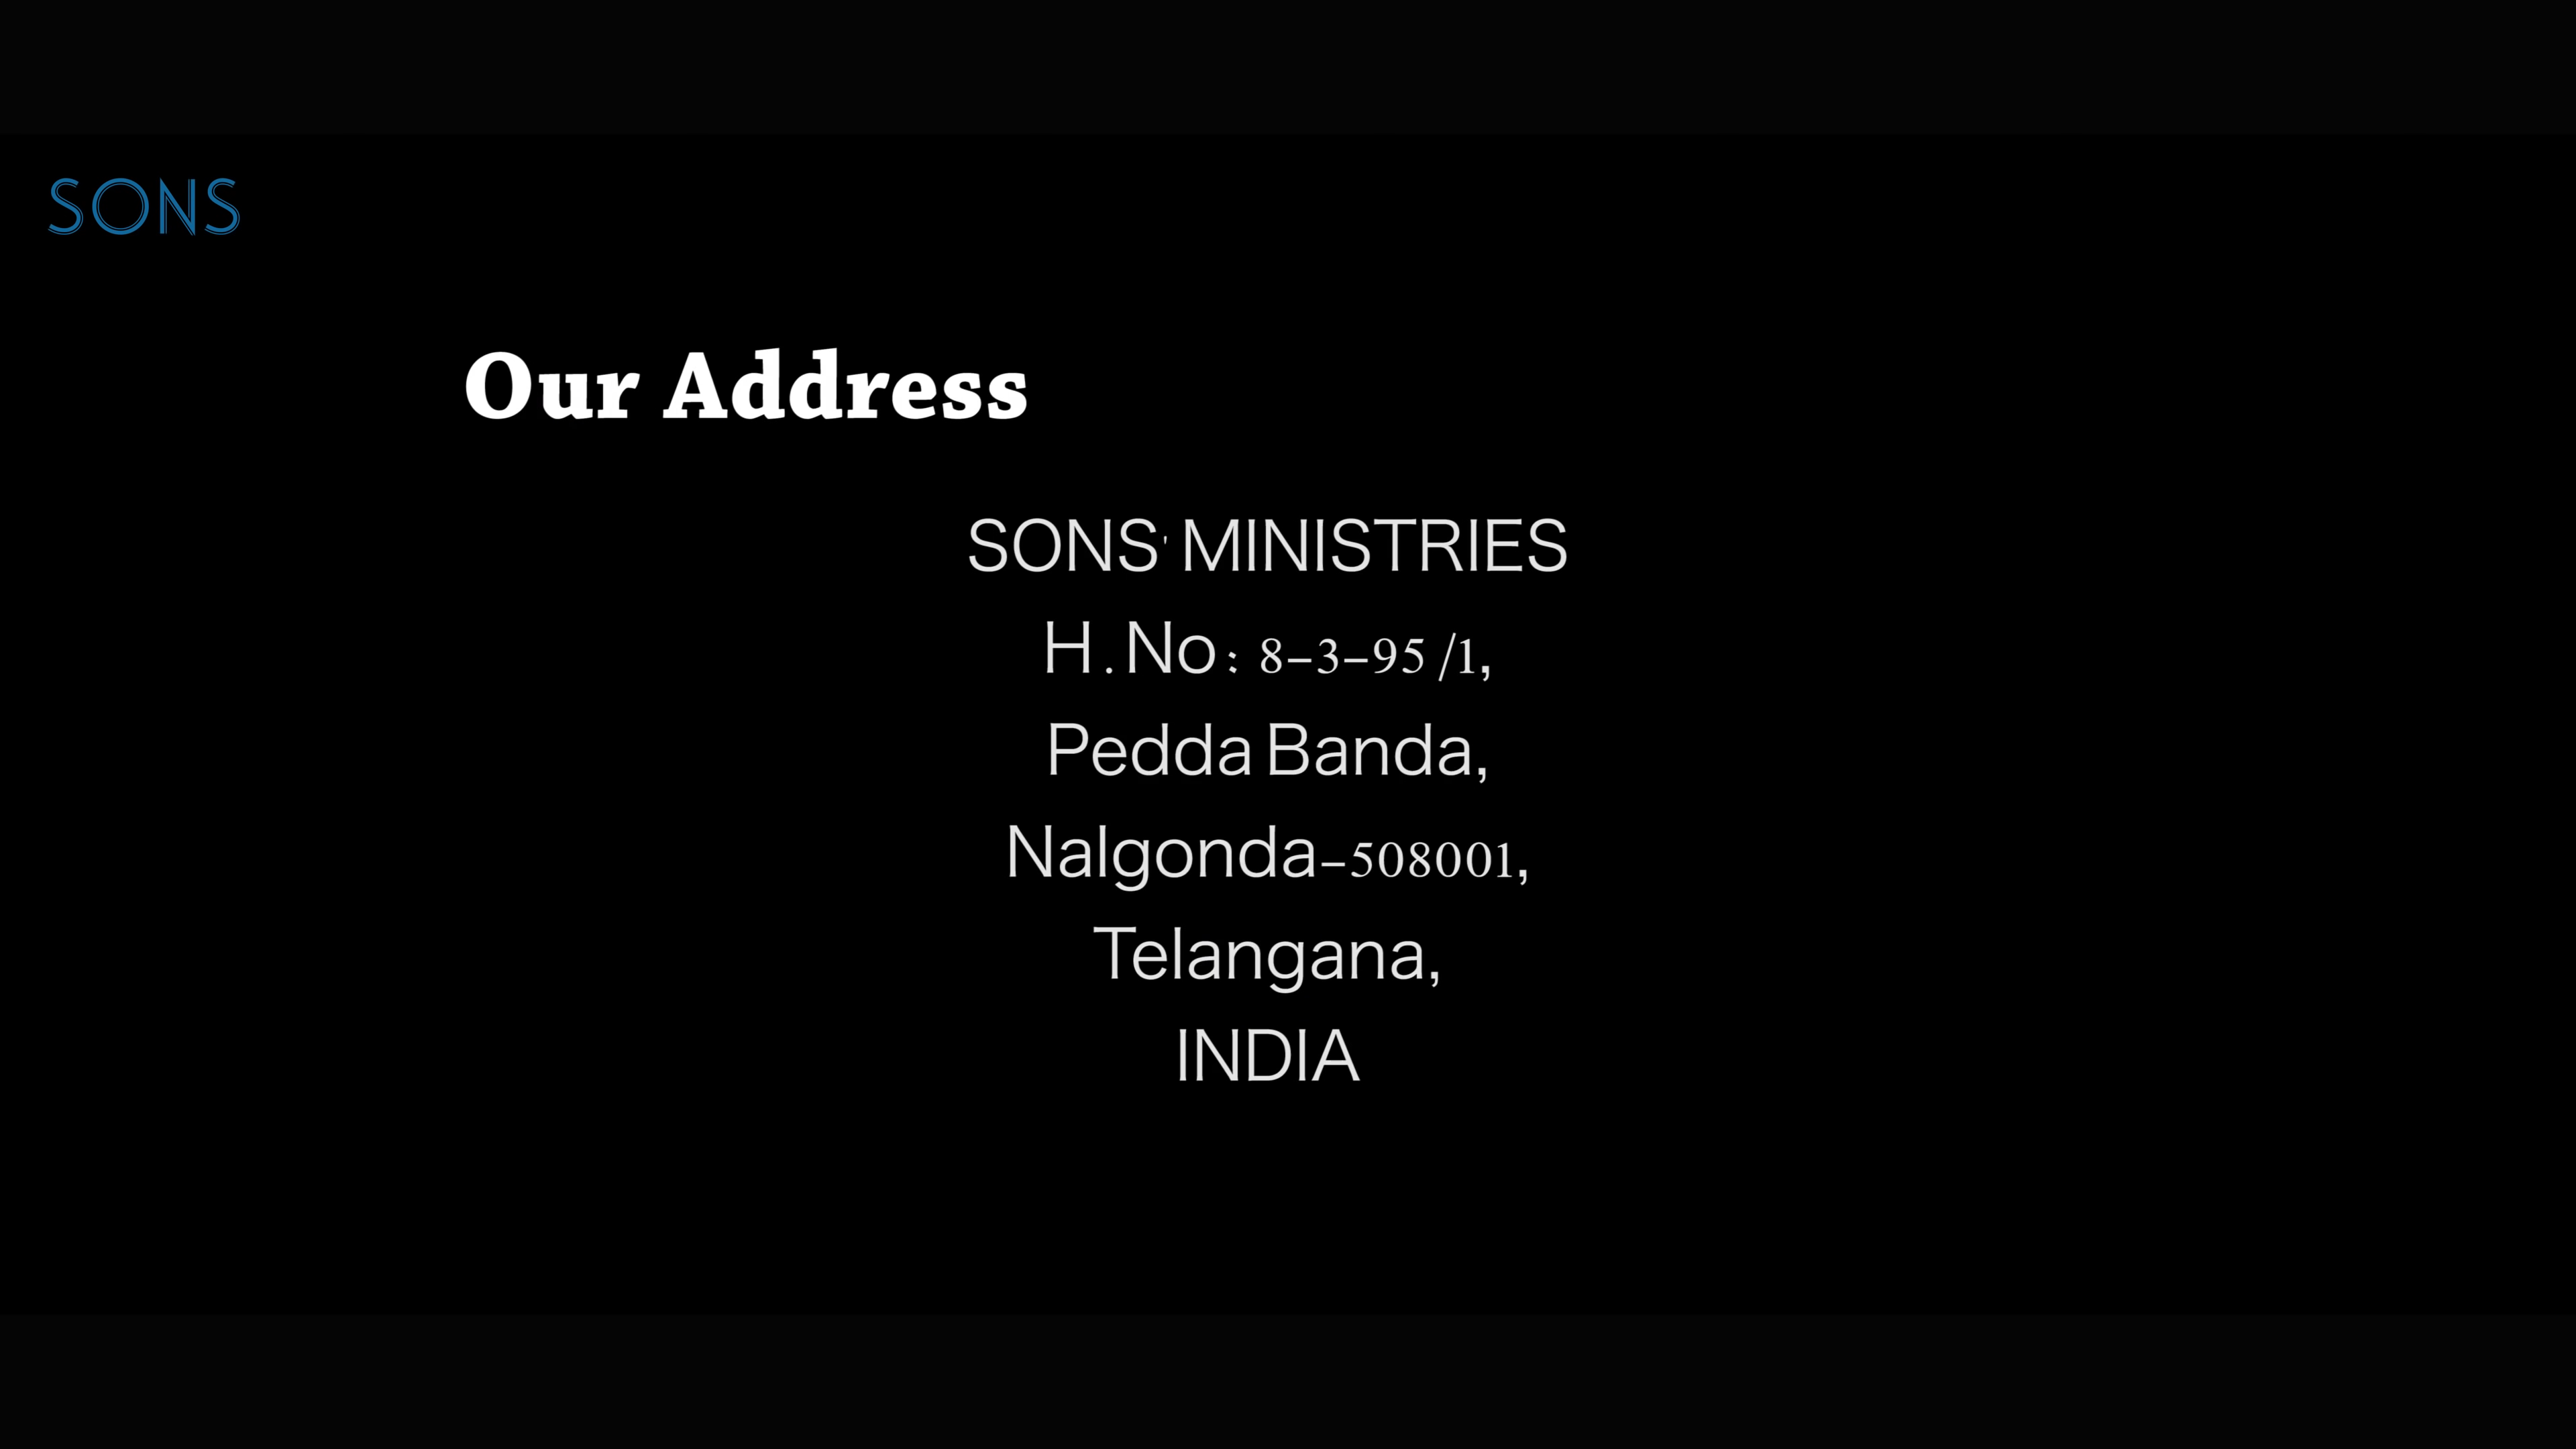 SONS
Our Address
SONS' MINISTRIES
H.No: 8-3-95 /1,
Pedda Banda,
Nalgonda-508001,
Telangana,
INDIA